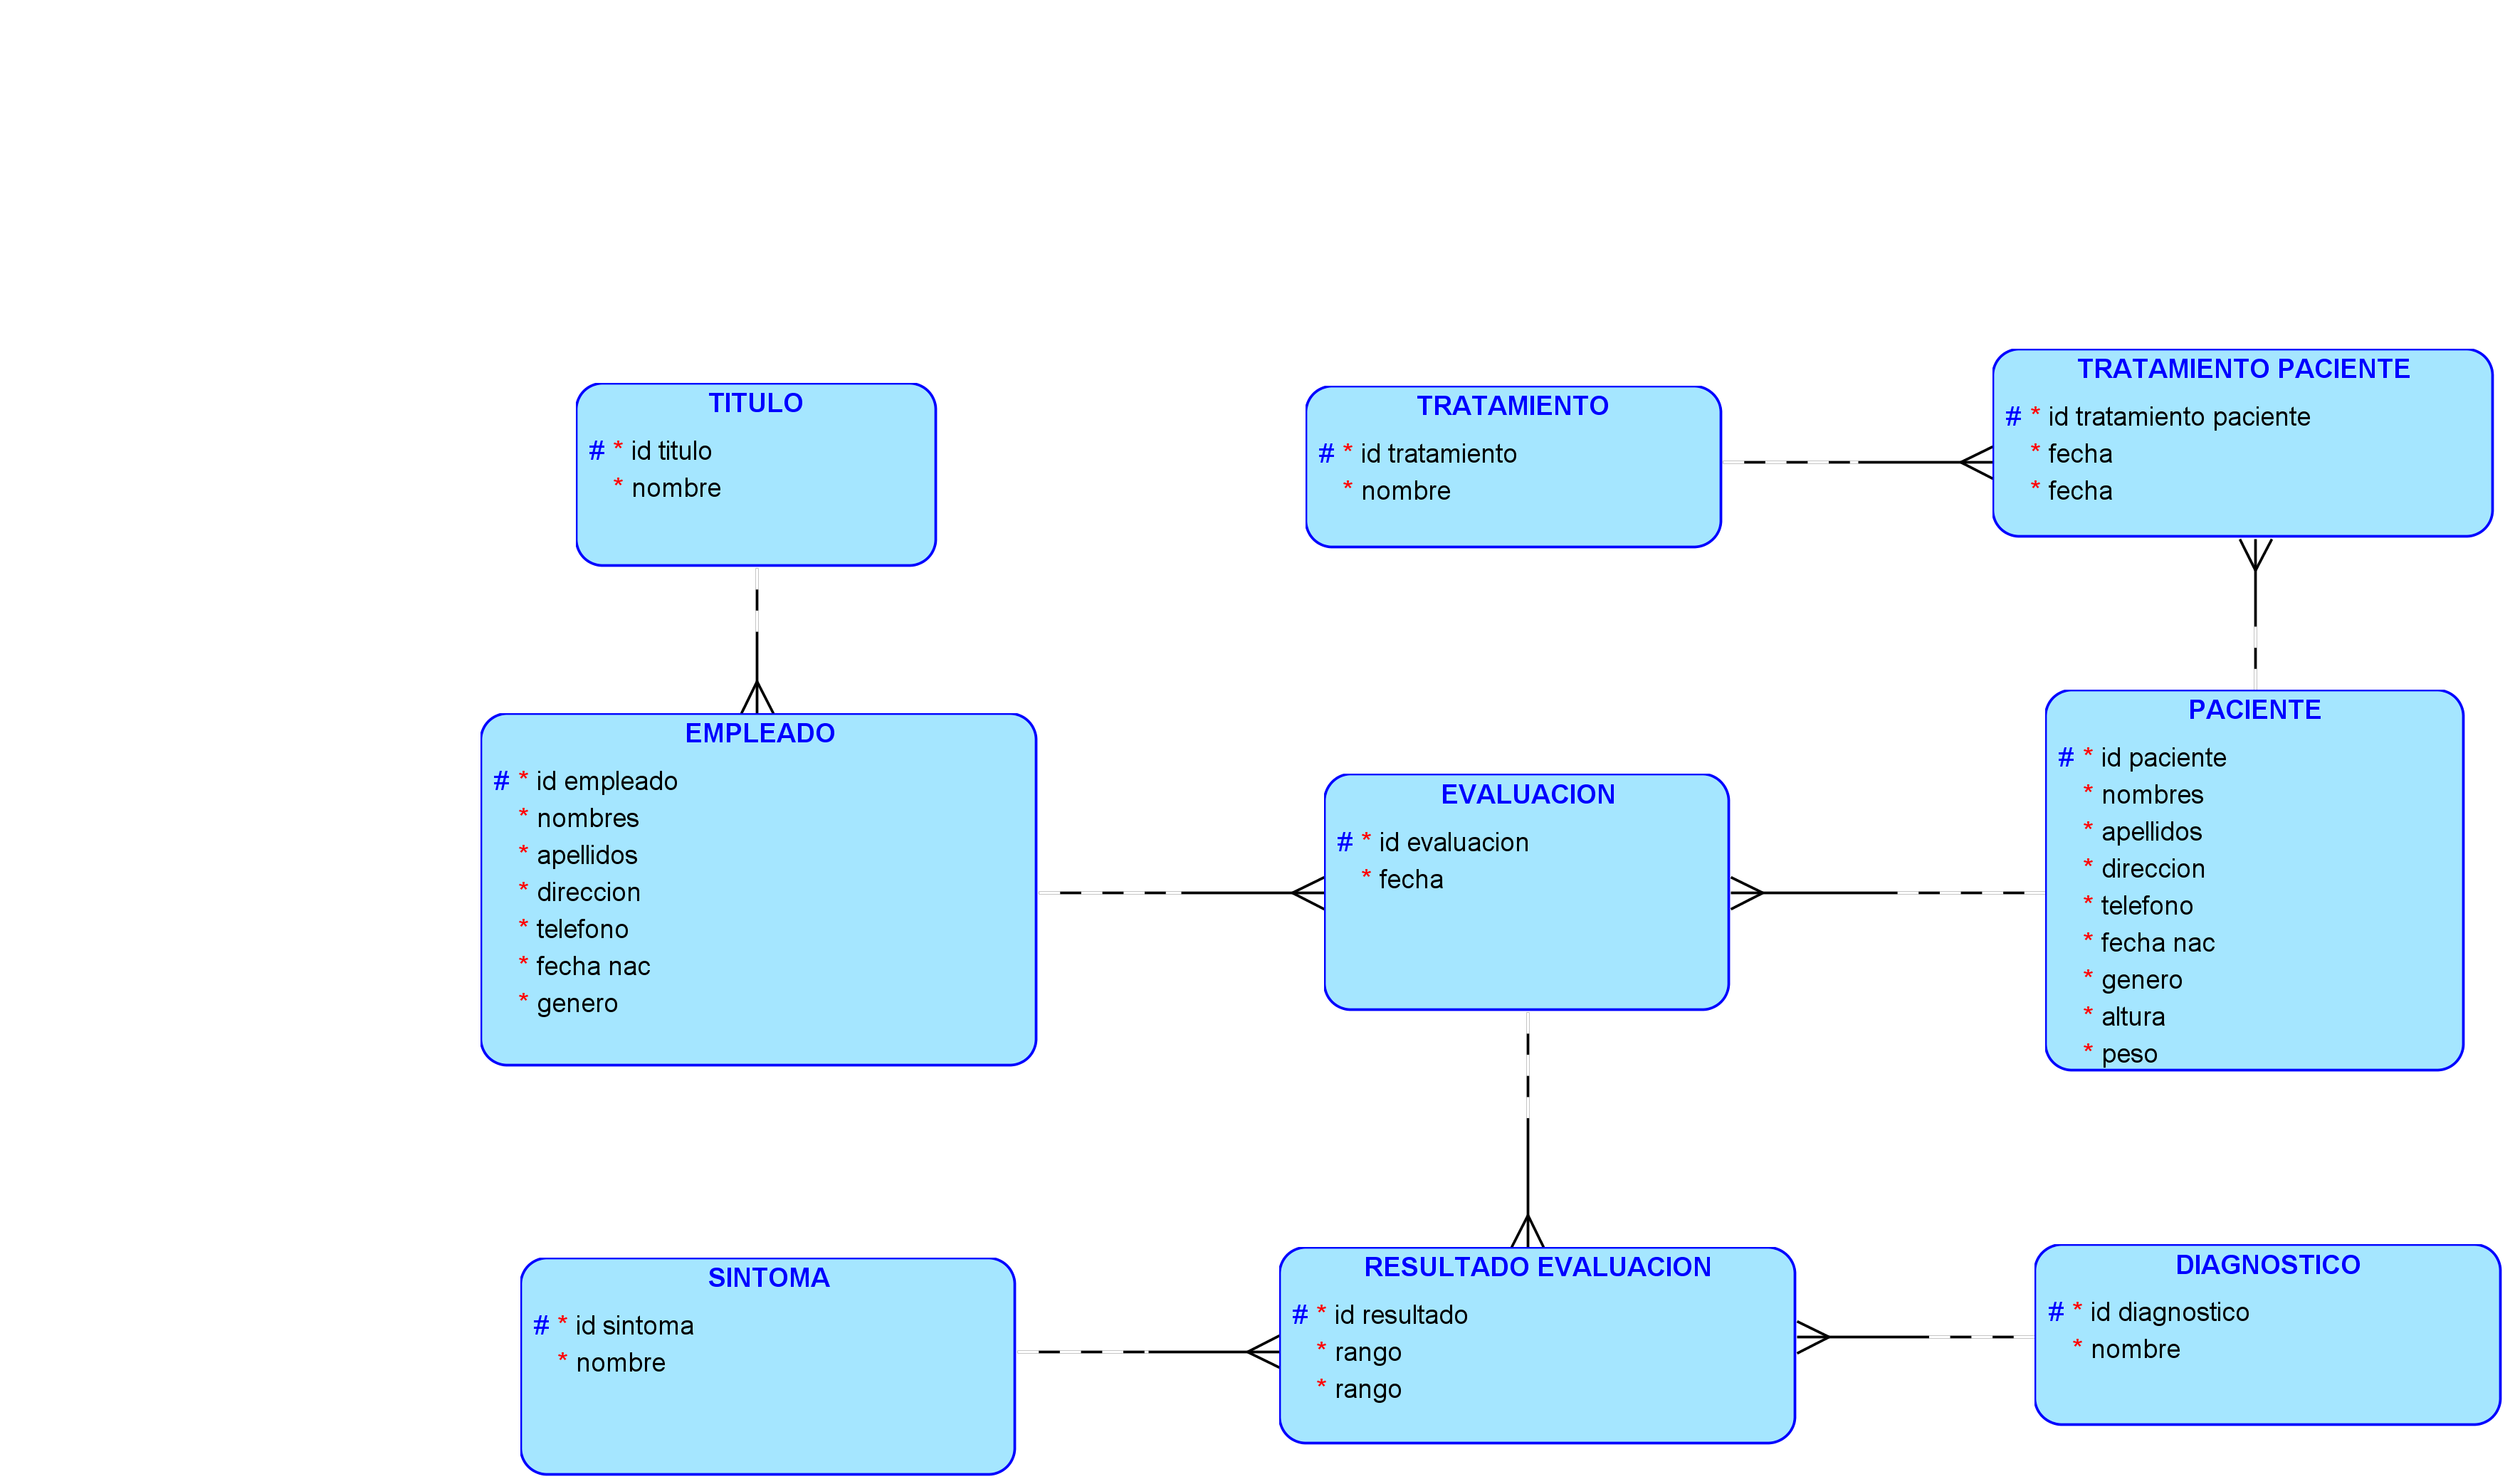 TITULO
# * id titulo
* nombre
TRATAMIENTO
# * id tratamiento
* nombre
TRATAMIENTO PACIENTE
# * id tratamiento paciente
* fecha
* fecha
EMPLEADO
# * id empleado
* nombres
* apellidos
* direccion
* telefono
* fecha nac
* genero
EVALUACION
# * id evaluacion
* fecha
PACIENTE
# * id paciente
* nombres
* apellidos
* direccion
* telefono
* fecha nac
* genero
* altura
* peso
SINTOMA
# * id sintoma
* nombre
RESULTADO EVALUACION
# * id resultado
* rango
* rango
DIAGNOSTICO
# * id diagnostico
* nombre